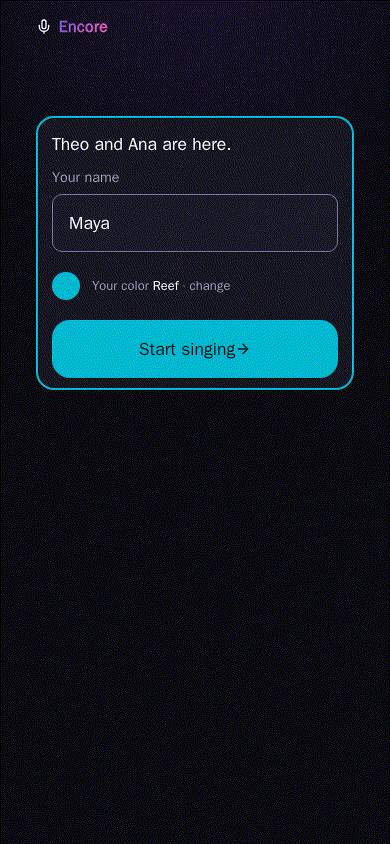 Encore
Theo and Ana are here.
Your name
Maya
Your color Reef · change
Start singing→